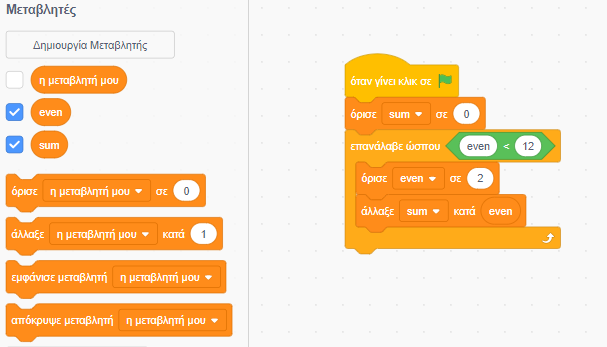 Μεταβλητές
Δημιουργία Μεταβλητής
η μεταβλητή μου
even
sum
όρισε η μεταβλητή μου σε 0
άλλαξε η μεταβλητή μου κατά 1
εμφάνισε μεταβλητή η μεταβλητή μου
απόκρυψε μεταβλητή η μεταβλητή μου
όταν γίνει κλικ σε
όρισε sum σε 0
επανάλαβε ώσπου even < 12
όρισε even σε 2
άλλαξε sum κατά even